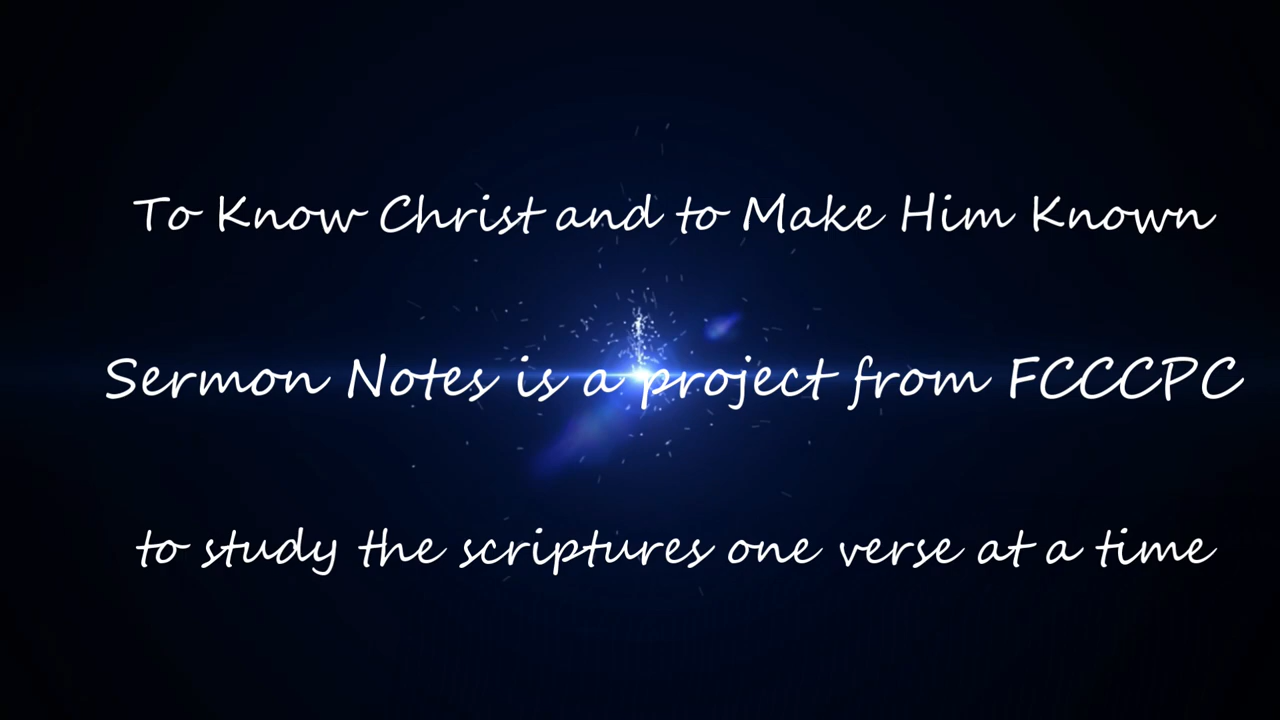 To Know Christ and to Make Him Known
Sermon Notes is a project from FCCCPC
to study the scriptures one verse at a time